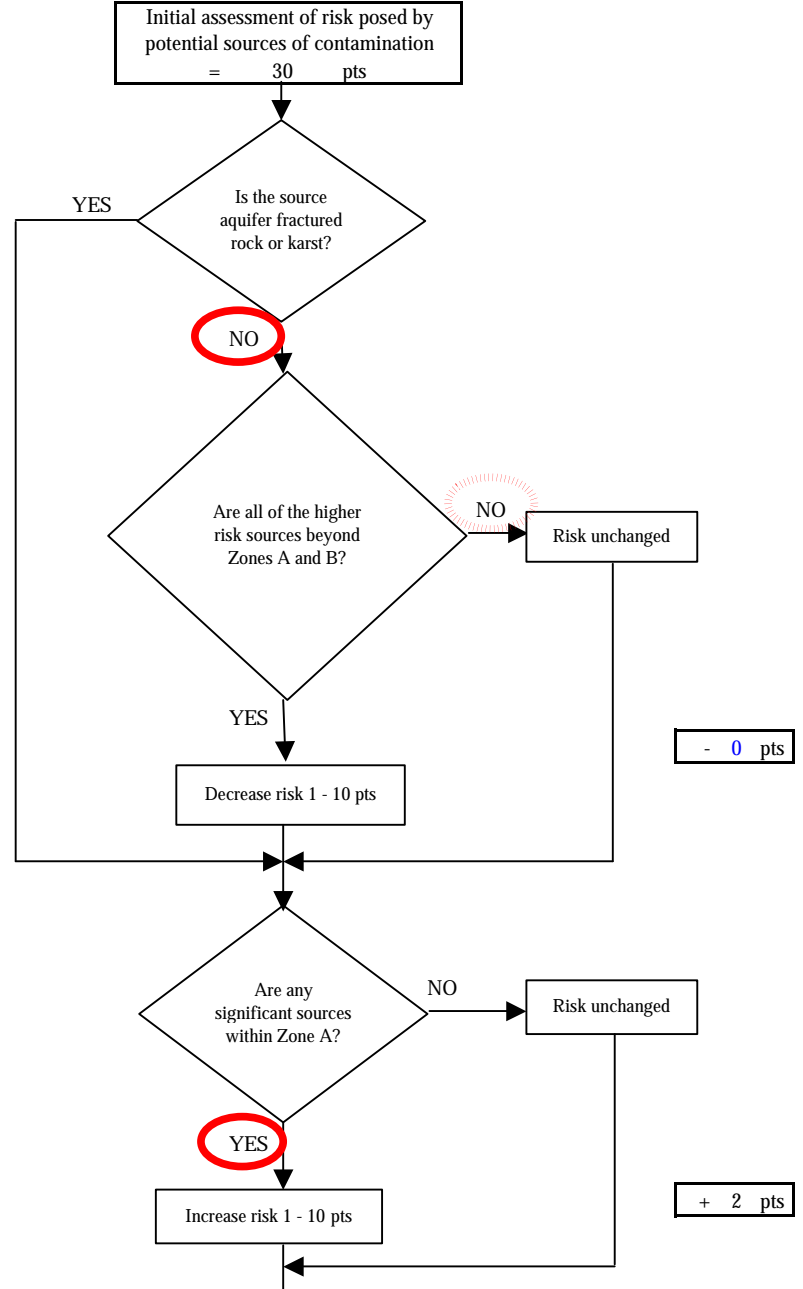 Initial assessment of risk posed by
potential sources of contamination
= 30 pts
YES
Is the source
aquifer fractured
rock or karst?
NO
Are all of the higher
risk sources beyond
Zones A and B?
NO
Risk unchanged
YES
- 0 pts
Decrease risk 1 - 10 pts
Are any
significant sources
within Zone A?
NO
Risk unchanged
YES
+ 2 pts
Increase risk 1 - 10 pts